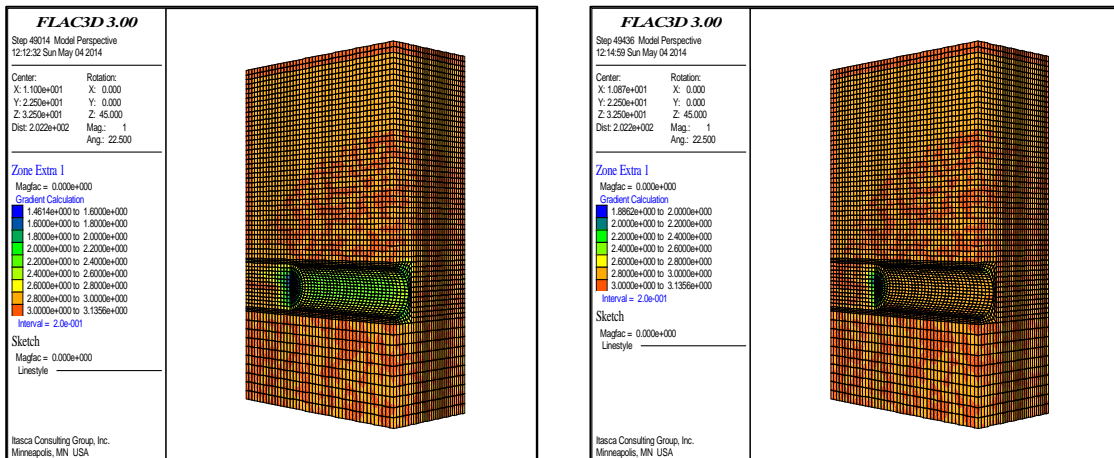 FLAC3D 3.00
Step 49014 Model Perspective
12:12:32 Sun May 04 2014
Center: Rotation:
X: 1.100e+001 X: 0.000
Y: 2.250e+001 Y: 0.000
Z: 3.250e+001 Z: 45.000
Dist: 2.022e+002 Mag.: 1
Ang.: 22.500
Zone Extra 1
Magfac = 0.000e+000
Gradient Calculation
1.4614e+000 to 1.6000e+000
1.6000e+000 to 1.8000e+000
1.8000e+000 to 2.0000e+000
2.0000e+000 to 2.2000e+000
2.2000e+000 to 2.4000e+000
2.4000e+000 to 2.6000e+000
2.6000e+000 to 2.8000e+000
2.8000e+000 to 3.0000e+000
3.0000e+000 to 3.1356e+000
Interval = 2.0e-001
Sketch
Magfac = 0.000e+000
Linestyle
Itasca Consulting Group, Inc.
Minneapolis, MN USA
FLAC3D 3.00
Step 49436 Model Perspective
12:14:59 Sun May 04 2014
Center: Rotation:
X: 1.087e+001 X: 0.000
Y: 2.250e+001 Y: 0.000
Z: 3.250e+001 Z: 45.000
Dist: 2.022e+002 Mag.: 1
Ang.: 22.500
Zone Extra 1
Magfac = 0.000e+000
Gradient Calculation
1.8862e+000 to 2.0000e+000
2.0000e+000 to 2.2000e+000
2.2000e+000 to 2.4000e+000
2.4000e+000 to 2.6000e+000
2.6000e+000 to 2.8000e+000
2.8000e+000 to 3.0000e+000
3.0000e+000 to 3.1356e+000
Interval = 2.0e-001
Sketch
Magfac = 0.000e+000
Linestyle
Itasca Consulting Group, Inc.
Minneapolis, MN USA